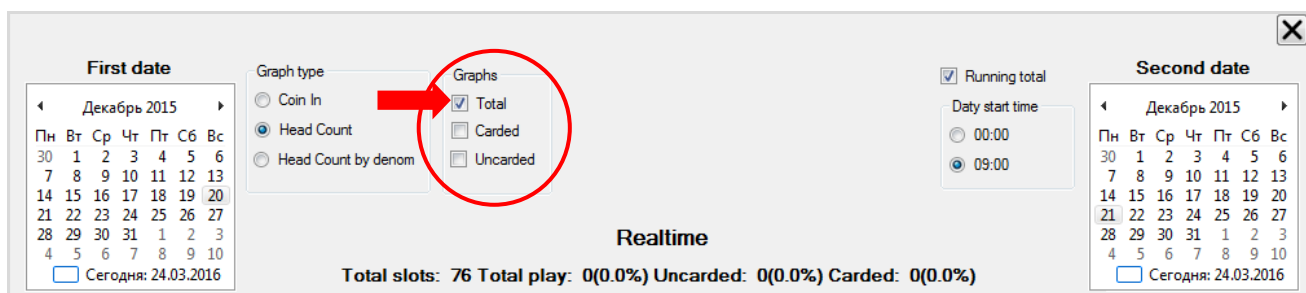 First date
Декабрь 2015
Пн Вт Ср Чт Пт Сб Вс
30 1 2 3 4 5 6
7 8 9 10 11 12 13
14 15 16 17 18 19 20
21 22 23 24 25 26 27
28 29 30 31 1 2 3
4 5 6 7 8 9 10
Сегодня: 24.03.2016
Graph type
Coin In
Head Count
Head Count by denom
Graphs
Total
Carded
Uncarded
Running total
Daty start time
00:00
09:00
Second date
Декабрь 2015
Пн Вт Ср Чт Пт Сб Вс
30 1 2 3 4 5 6
7 8 9 10 11 12 13
14 15 16 17 18 19 20
21 22 23 24 25 26 27
28 29 30 31 1 2 3
4 5 6 7 8 9 10
Сегодня: 24.03.2016
Realtime
Total slots: 76 Total play: 0(0.0%) Uncarded: 0(0.0%) Carded: 0(0.0%)